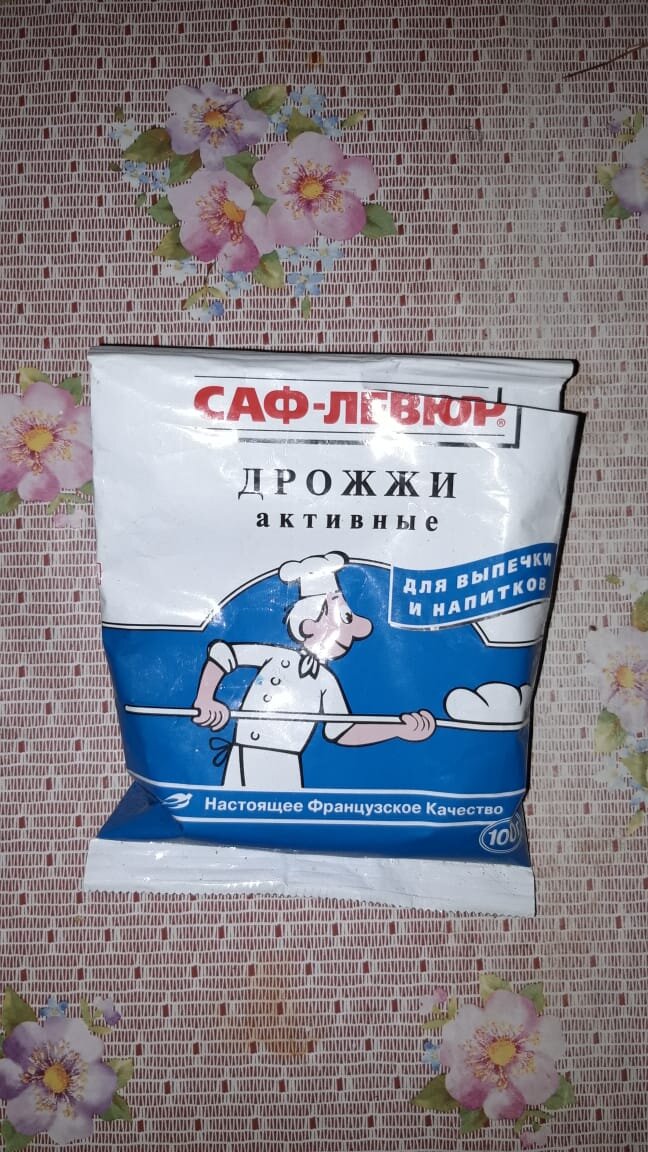 САФ-ЛЕВЮР®
ДРОЖЖИ
активные
ДЛЯ ВЫПЕЧКИ
И НАПИТКОВ
Настоящее Французское Качество